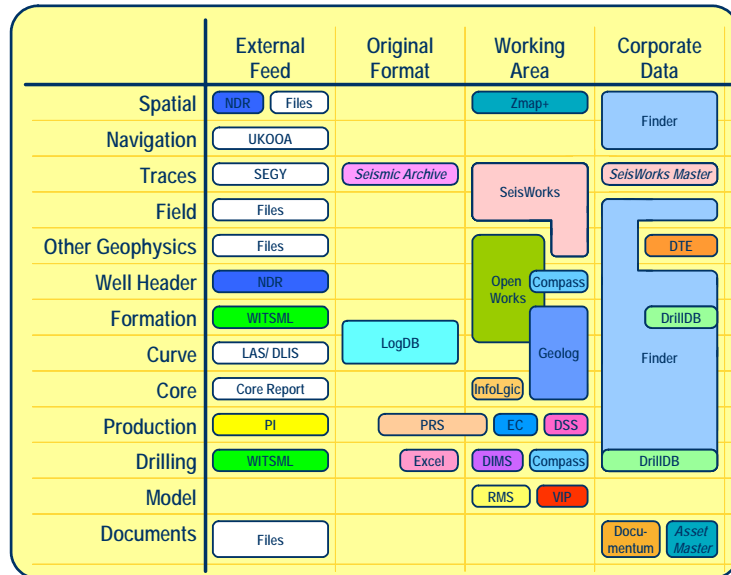 External Feed
Original Format
Working Area
Corporate Data
Spatial
NDR
Files
Zmap+
Finder
Navigation
UKOOA
Traces
SEGY
Seismic Archive
SeisWorks
SeisWorks Master
Field
Files
Other Geophysics
Files
DTE
Well Header
NDR
Open Works
Compass
Formation
WITSML
DrillDB
LogDB
Curve
LAS/ DLIS
Geolog
Finder
Core
Core Report
InfoLgic
Production
PI
PRS
EC
DSS
Drilling
WITSML
Excel
DIMS
Compass
DrillDB
Model
RMS
VIP
Documents
Files
Docu-
mentum
Asset
Master